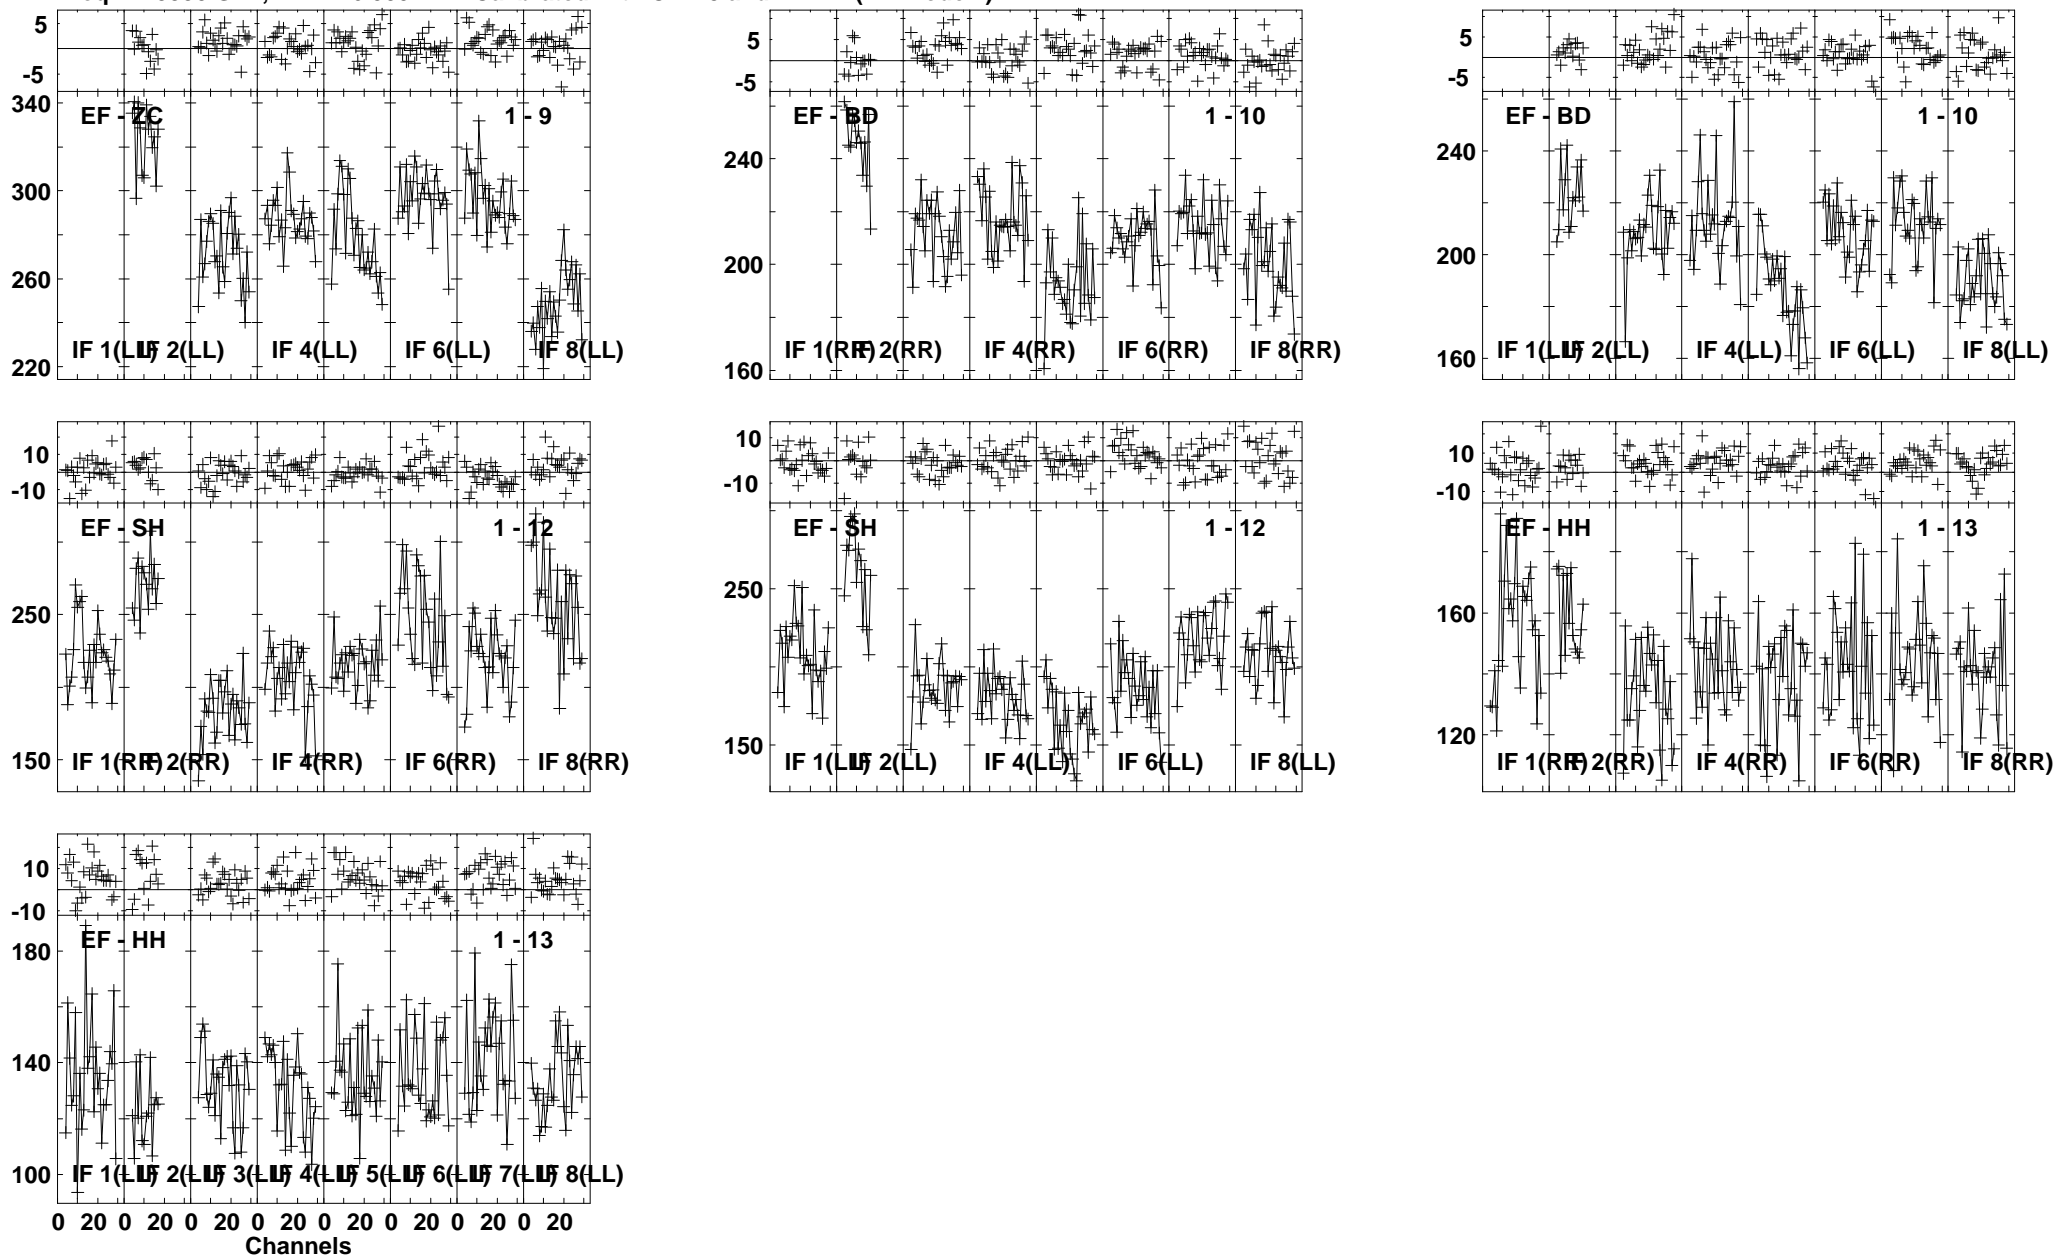 5
-5
340
300
260
220
EF - ZC 1 - 9
IF 1(LL) IF 2(LL) IF 4(LL) IF 6(LL) IF 8(LL)
5
-5
240
200
160
EF - BD 1 - 10
IF 1(RR) IF 2(RR) IF 4(RR) IF 6(RR) IF 8(RR)
5
-5
240
200
160
EF - BD 1 - 10
IF 1(LL) IF 2(LL) IF 4(LL) IF 6(LL) IF 8(LL)
10
-10
250
150
EF - SH 1 - 12
IF 1(RR) IF 2(RR) IF 4(RR) IF 6(RR) IF 8(RR)
10
-10
250
150
EF - SH 1 - 12
IF 1(LL) IF 2(LL) IF 4(LL) IF 6(LL) IF 8(LL)
10
-10
160
120
EF - HH 1 - 13
IF 1(RR) IF 2(RR) IF 4(RR) IF 6(RR) IF 8(RR)
10
-10
180
140
100
EF - HH 1 - 13
IF 1(LL) IF 2(LL) IF 3(LL) IF 4(LL) IF 5(LL) IF 6(LL) IF 7(LL) IF 8(LL)
0 20 0 20 0 20 0 20 0 20 0 20 0 20 0 20
Channels